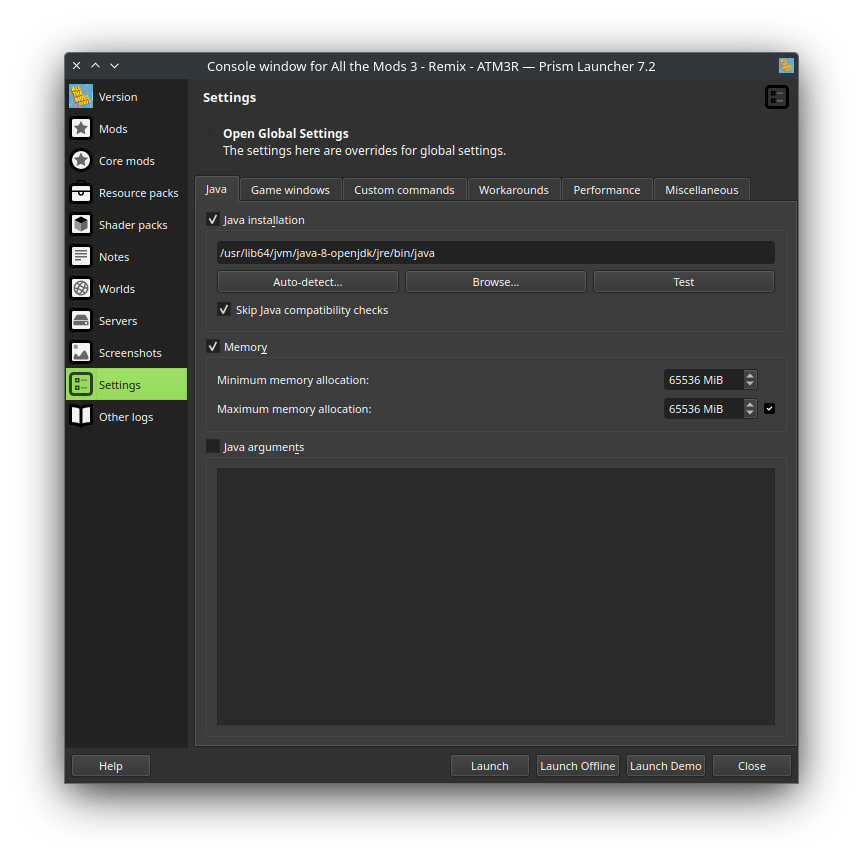 Console window for All the Mods 3 - Remix - ATM3R — Prism Launcher 7.2
Version
Mods
Core mods
Resource packs
Shader packs
Notes
Worlds
Servers
Screenshots
Settings
Other logs
Settings
Open Global Settings
The settings here are overrides for global settings.
Java Game windows Custom commands Workarounds Performance Miscellaneous
Java installation
/usr/lib64/jvm/java-8-openjdk/jre/bin/java
Auto-detect... Browse... Test
Skip Java compatibility checks
Memory
Minimum memory allocation: 65536 MiB
Maximum memory allocation: 65536 MiB
Java arguments
Help Launch Launch Offline Launch Demo Close